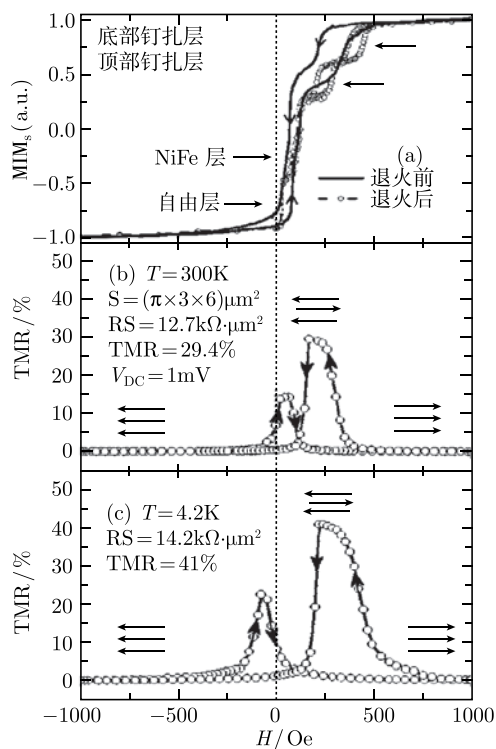 底部钉扎层
顶部钉扎层
NiFe 层
自由层
(a)
退火前
退火后
MIMs(a.u.)
1.0
0.5
0.0
−0.5
−1.0
(b) T=300K
S=(π×3×6)μm²
RS=12.7kΩ·μm²
TMR=29.4%
V_DC=1mV
TMR/%
50
40
30
20
10
0
(c) T=4.2K
RS=14.2kΩ·μm²
TMR=41%
TMR/%
50
40
30
20
10
0
−1000 −500 0 500 1000
H/Oe